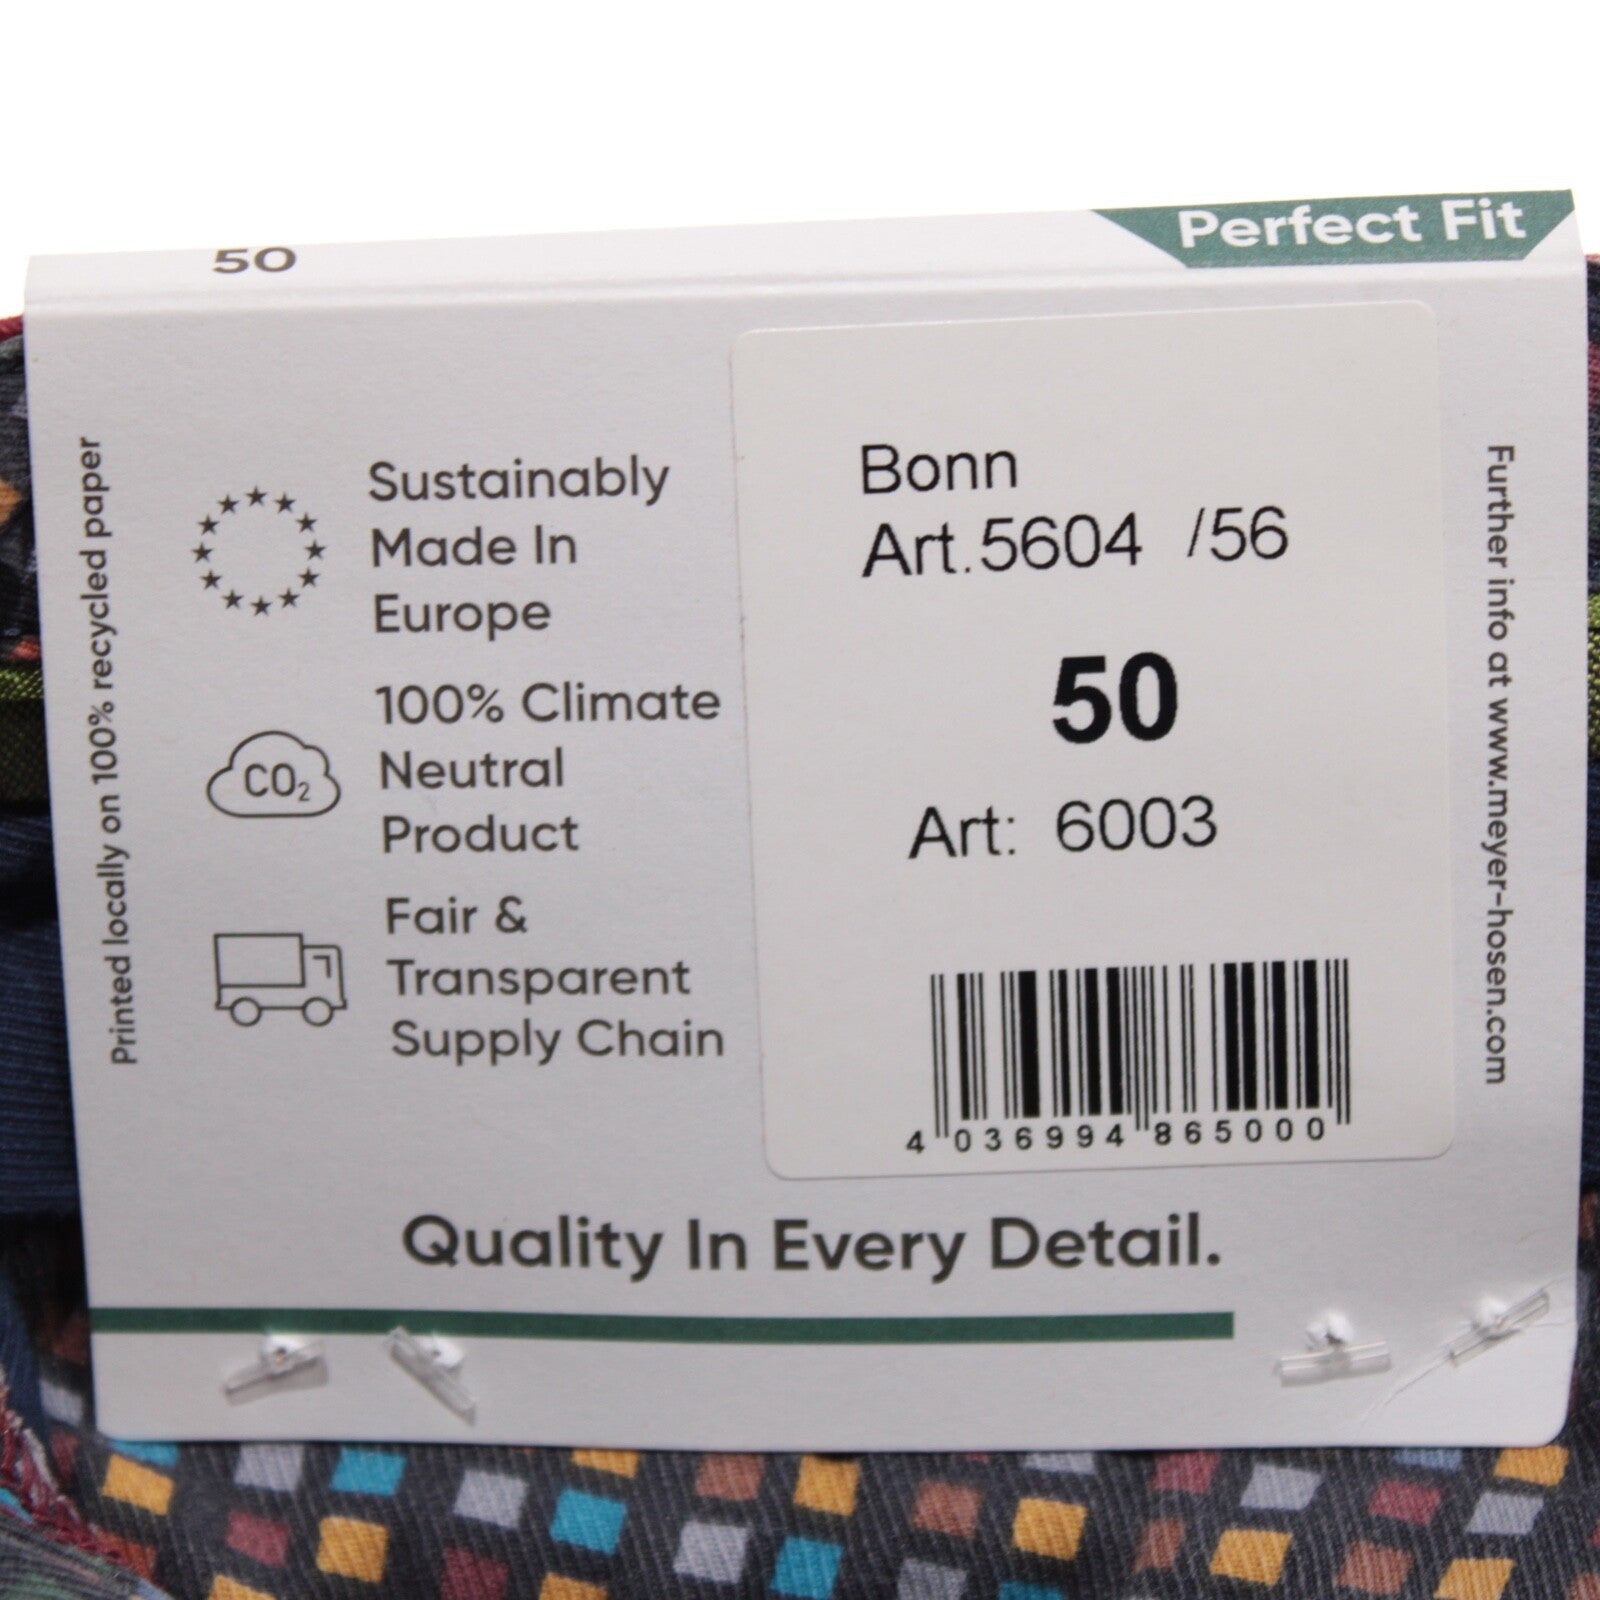 50
Perfect Fit
Printed locally on 100% recycled paper
Sustainably
Made In
Europe
CO₂
100% Climate
Neutral
Product
Fair &
Transparent
Supply Chain
Bonn
Art.5604 /56
50
Art: 6003
4 036994 865000
Further info at www.meyer-hosen.com
Quality In Every Detail.